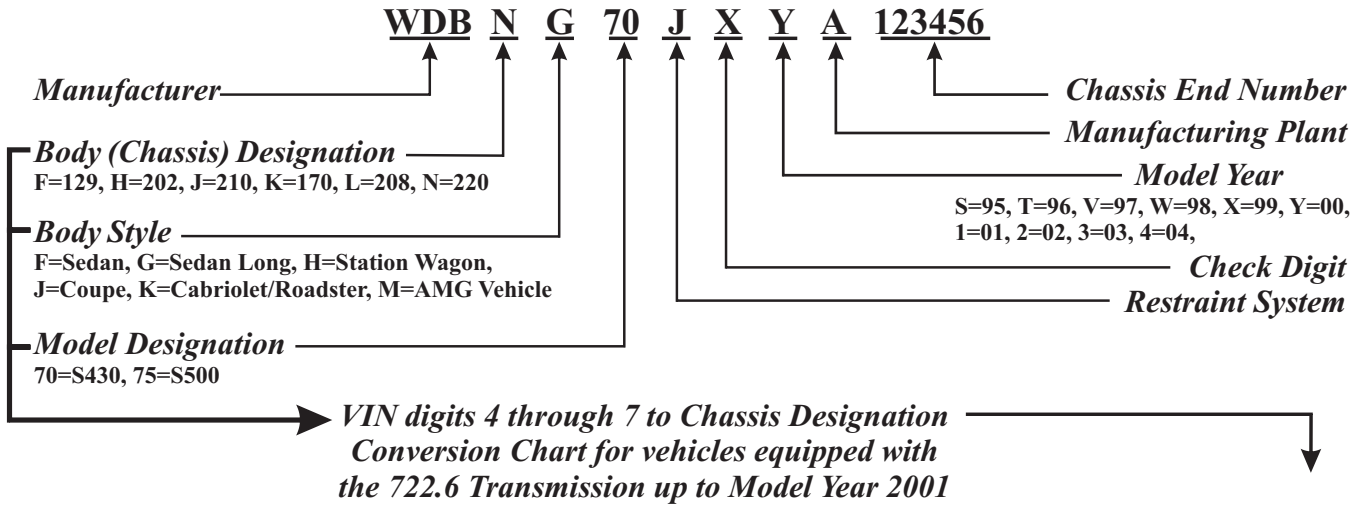 WDB N G 70 J X Y A 123456
Manufacturer
Chassis End Number
Manufacturing Plant
Body (Chassis) Designation
F=129, H=202, J=210, K=170, L=208, N=220
Model Year
S=95, T=96, V=97, W=98, X=99, Y=00,
1=01, 2=02, 3=03, 4=04,
Body Style
F=Sedan, G=Sedan Long, H=Station Wagon,
J=Coupe, K=Cabriolet/Roadster, M=AMG Vehicle
Check Digit
Restraint System
Model Designation
70=S430, 75=S500
VIN digits 4 through 7 to Chassis Designation
Conversion Chart for vehicles equipped with
the 722.6 Transmission up to Model Year 2001